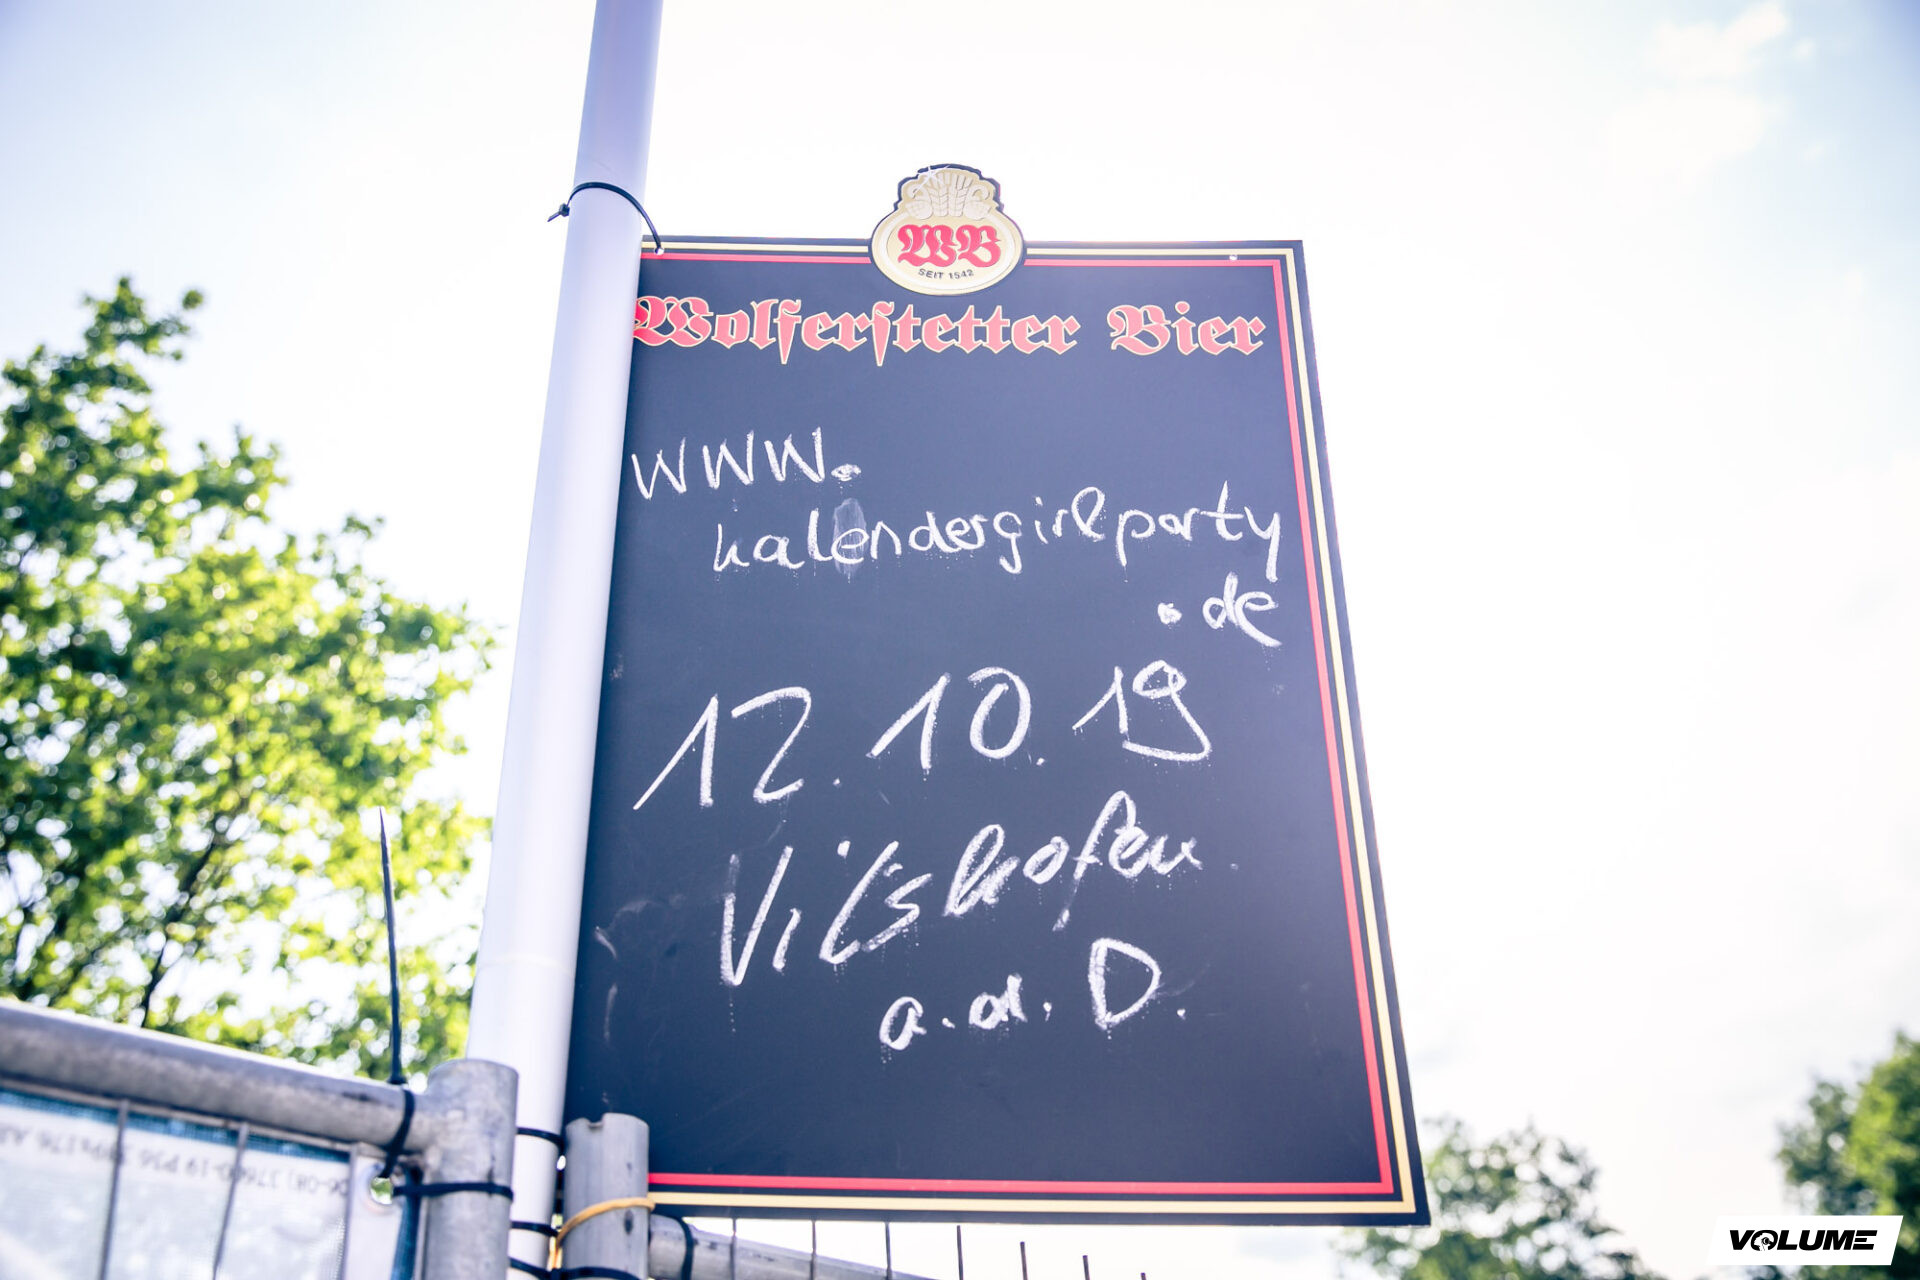 WB
SEIT 1542
Wolferstetter Bier
www.
kalendergirlparty
.de
12.10.19
Vilshofen
a.d.D.
VOLUME